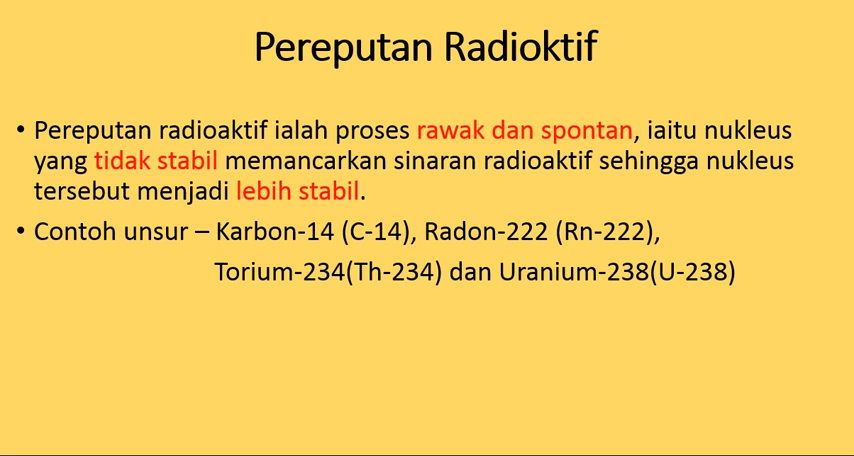 Pereputan Radioktif
• Pereputan radioaktif ialah proses rawak dan spontan, iaitu nukleus
yang tidak stabil memancarkan sinaran radioaktif sehingga nukleus
tersebut menjadi lebih stabil.
• Contoh unsur – Karbon-14 (C-14), Radon-222 (Rn-222),
Torium-234(Th-234) dan Uranium-238(U-238)